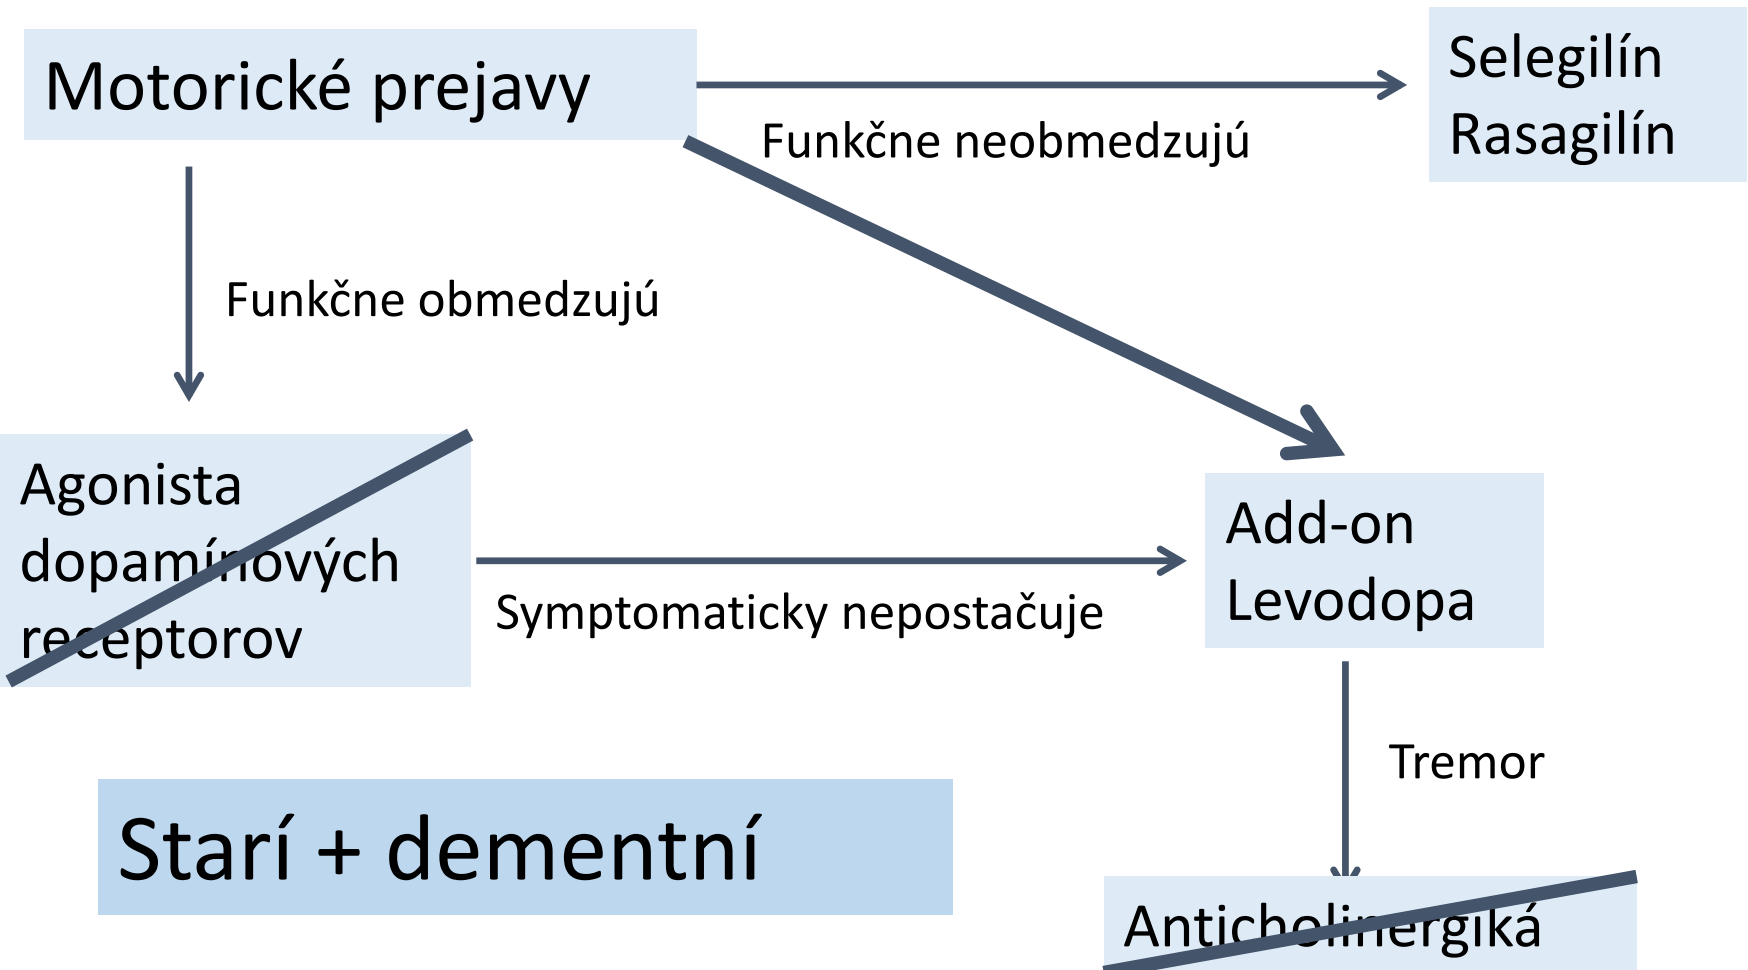 Motorické prejavy
Selegilín
Rasagilín
Funkčne neobmedzujú
Funkčne obmedzujú
Agonista
dopamínových
receptorov
Symptomaticky nepostačuje
Add-on
Levodopa
Tremor
Starí + dementní
Anticholinergiká